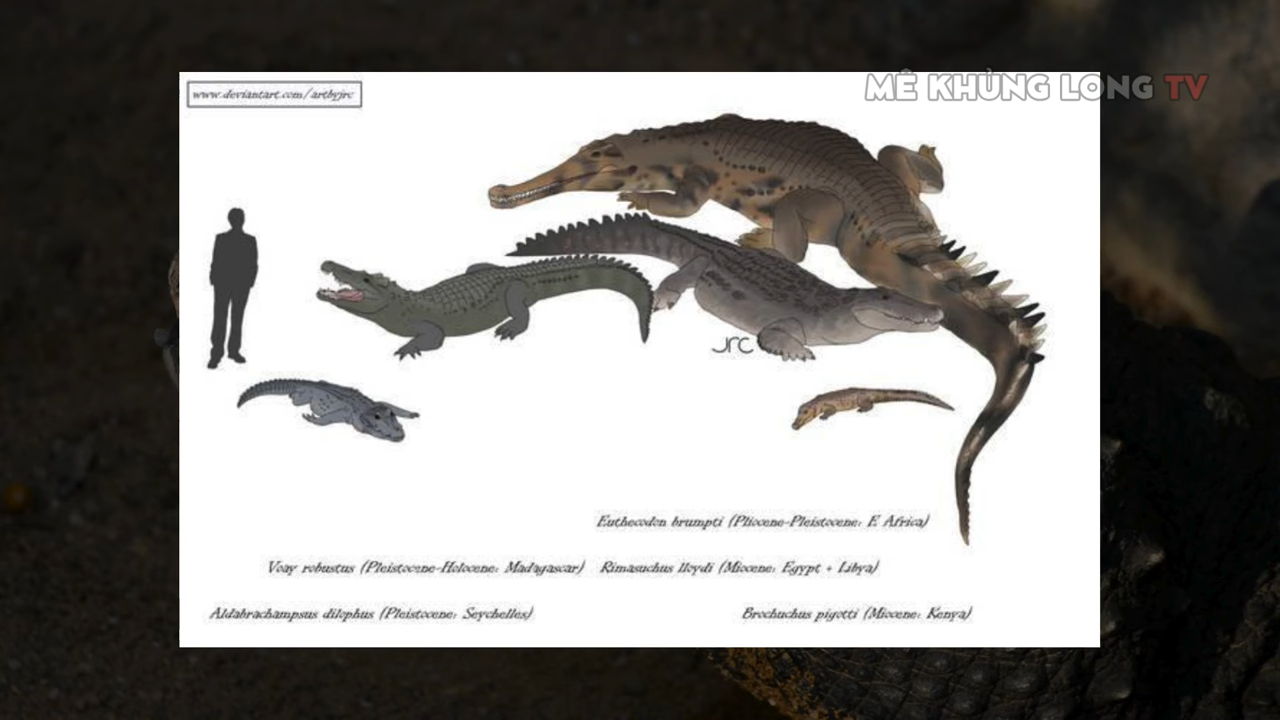 www.deviantart.com/artbyjrc
MÊ KHỦNG LONG TV
JrC
Euthecodon brumpti (Pliocene-Pleistocene: E Africa)
Voay robustus (Pleistocene-Holocene: Madagascar) Rimasuchus lloydi (Miocene: Egypt + Libya)
Aldabrachampsus dilophus (Pleistocene: Seychelles) Brochuchus pigotti (Miocene: Kenya)